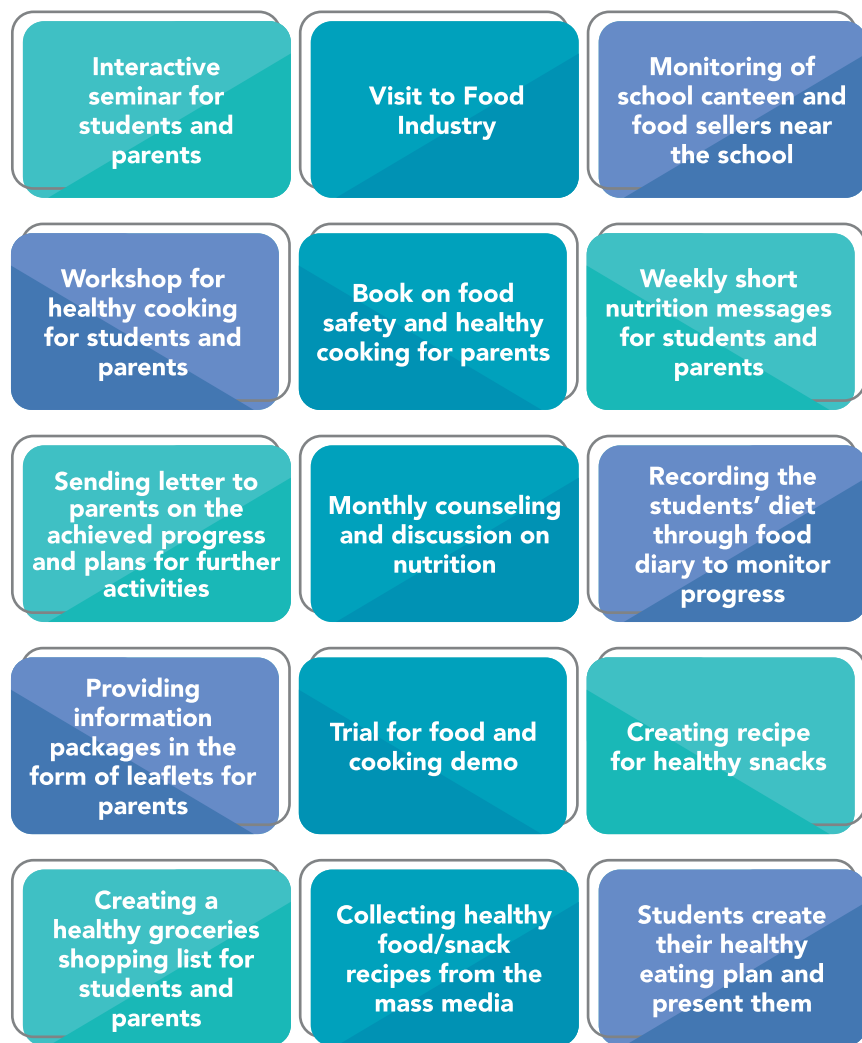 Interactive
seminar for
students and
parents
Visit to Food
Industry
Monitoring of
school canteen and
food sellers near
the school
Workshop for
healthy cooking
for students and
parents
Book on food
safety and healthy
cooking for parents
Weekly short
nutrition messages
for students and
parents
Sending letter to
parents on the
achieved progress
and plans for further
activities
Monthly counseling
and discussion on
nutrition
Recording the
students’ diet
through food
diary to monitor
progress
Providing
information
packages in the
form of leaflets for
parents
Trial for food and
cooking demo
Creating recipe
for healthy snacks
Creating a
healthy groceries
shopping list for
students and
parents
Collecting healthy
food/snack
recipes from the
mass media
Students create
their healthy
eating plan and
present them